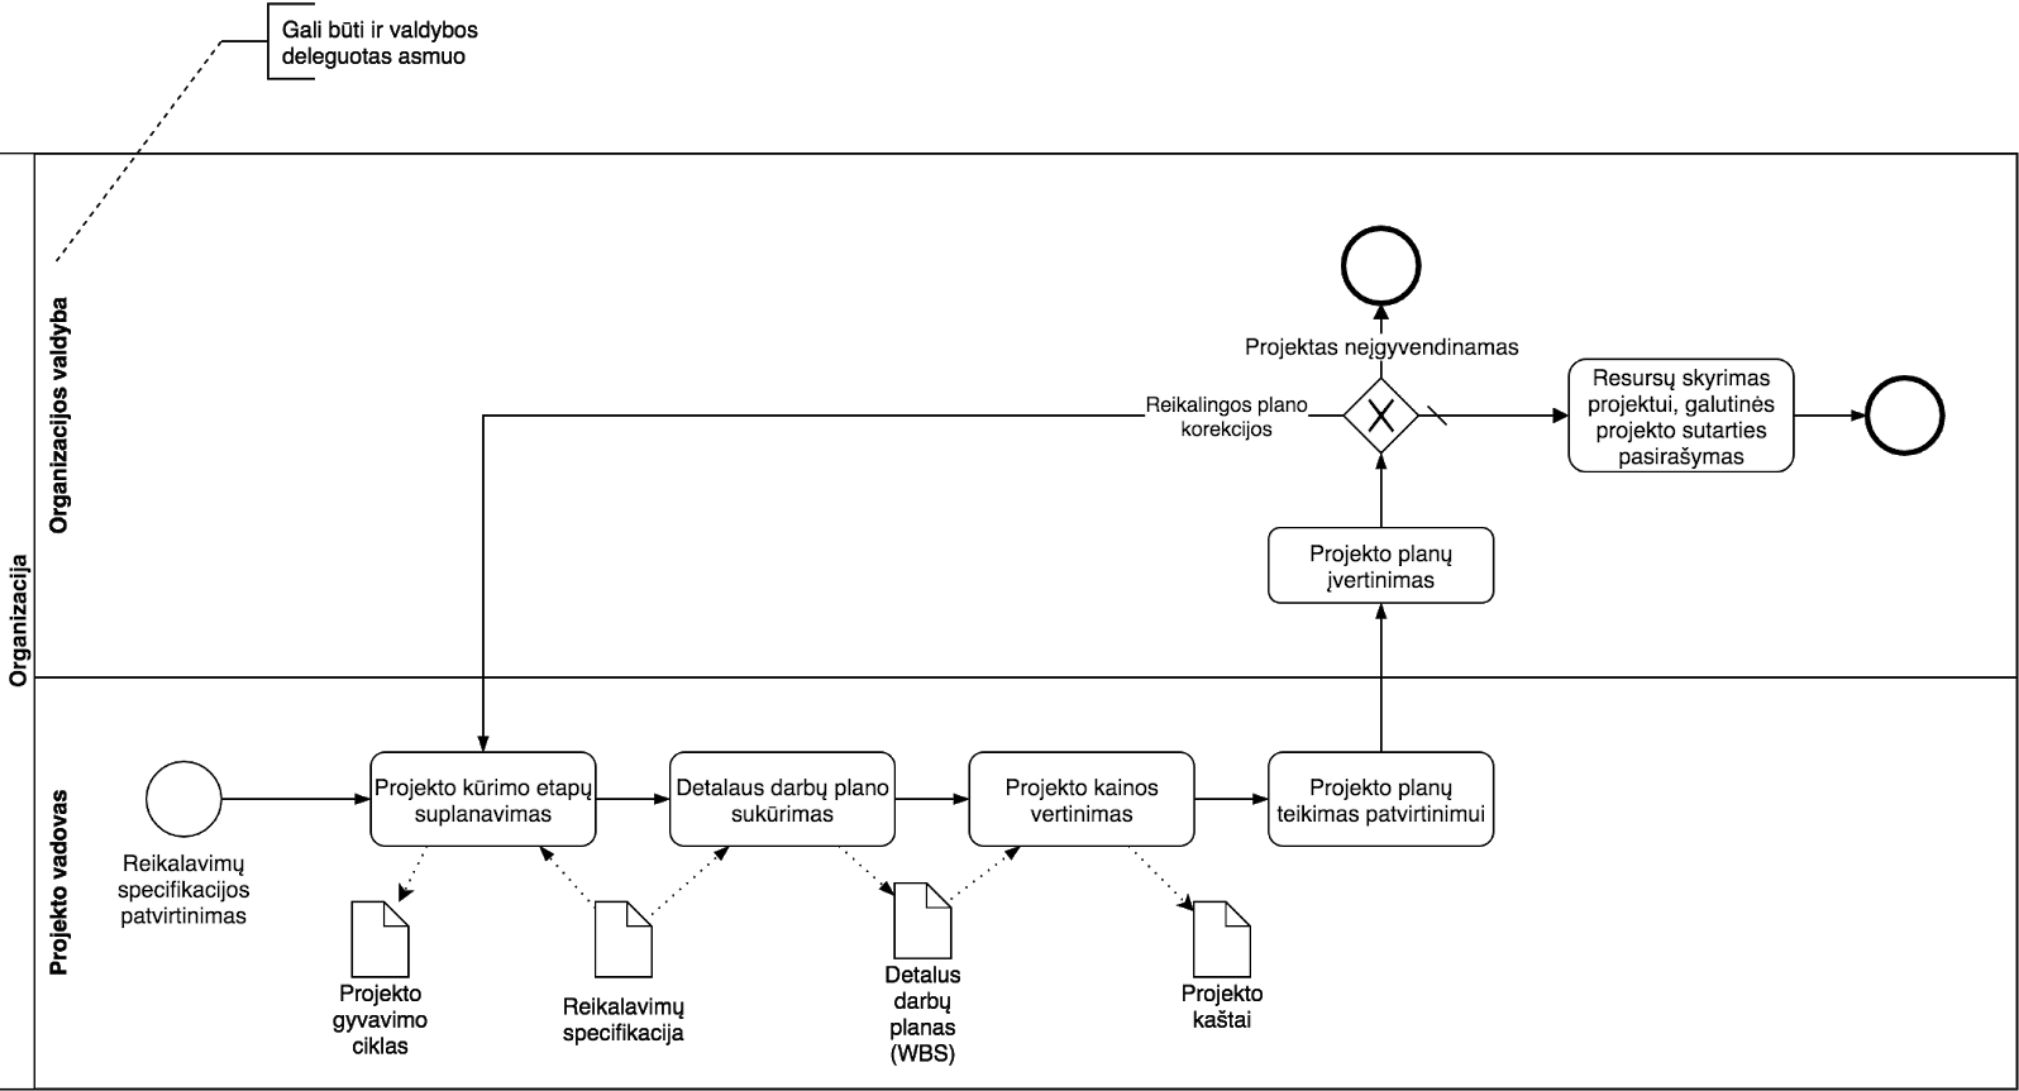 Gali būti ir valdybos
deleguotas asmuo
Organizacija
Organizacijos valdyba
Projektas neįgyvendinamas
Reikalingos plano
korekcijos
Resursų skyrimas
projektui, galutinės
projekto sutarties
pasirašymas
Projekto planų
įvertinimas
Projekto vadovas
Reikalavimų
specifikacijos
patvirtinimas
Projekto kūrimo etapų
suplanavimas
Detalaus darbų plano
sukūrimas
Projekto kainos
vertinimas
Projekto planų
teikimas patvirtinimui
Projekto
gyvavimo
ciklas
Reikalavimų
specifikacija
Detalus
darbų
planas
(WBS)
Projekto
kaštai